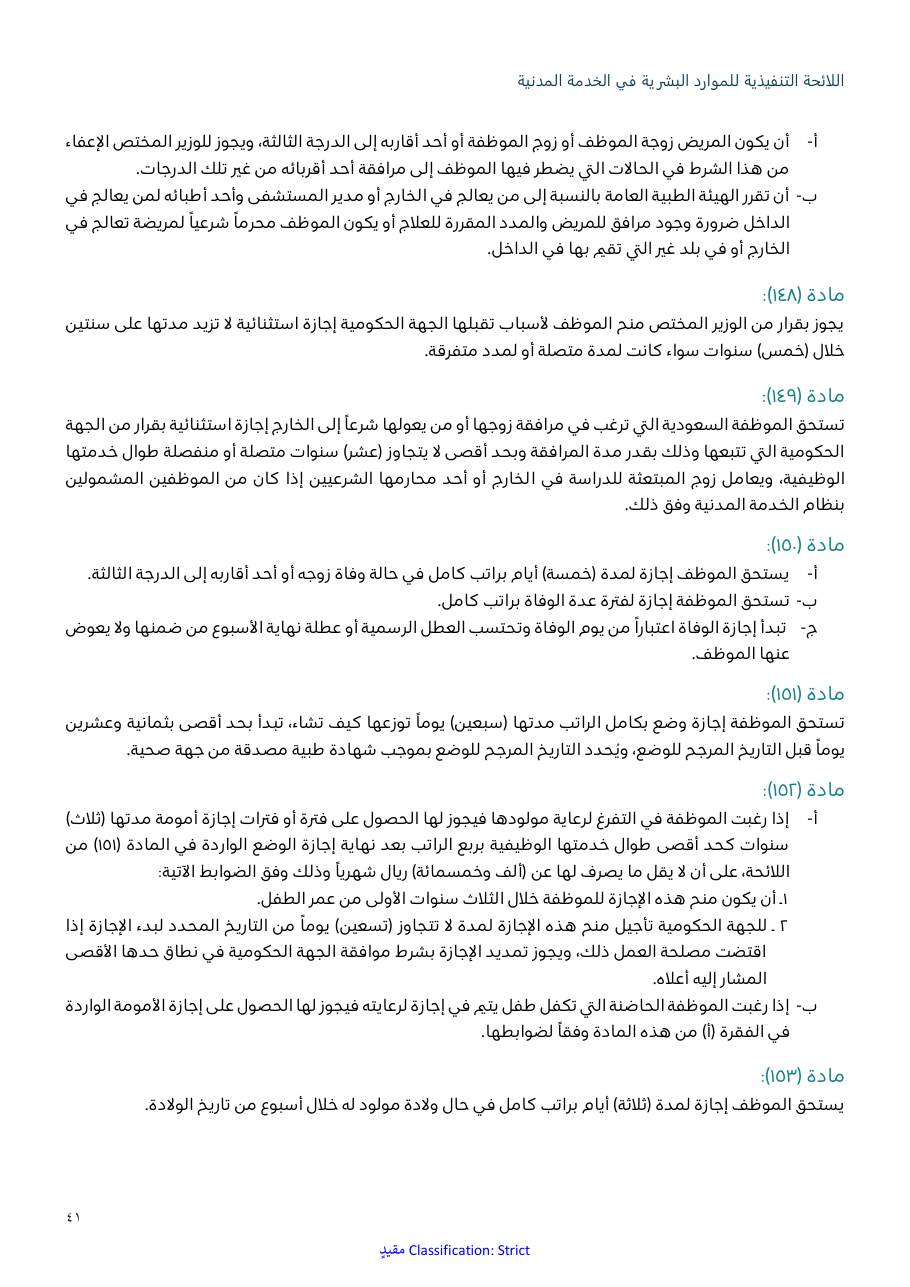 اللائحة التنفيذية للموارد البشرية في الخدمة المدنية
أ- أن يكون المريض زوجة الموظف أو زوج الموظفة أو أحد أقاربه إلى الدرجة الثالثة، ويجوز للوزير المختص الإعفاء
من هذا الشرط في الحالات التي يضطر فيها الموظف إلى مرافقة أحد أقربائه من غير تلك الدرجات.
ب- أن تقرر الهيئة الطبية العامة بالنسبة إلى من يعالج في الخارج أو مدير المستشفى وأحد أطبائه لمن يعالج في
الداخل ضرورة وجود مرافق للمريض والمدد المقررة للعلاج أو يكون الموظف محرماً شرعياً لمريضة تعالج في
الخارج أو في بلد غير التي تقيم بها في الداخل.
مادة (١٤٨):
يجوز بقرار من الوزير المختص منح الموظف لأسباب تقبلها الجهة الحكومية إجازة استثنائية لا تزيد مدتها على سنتين
خلال (خمس) سنوات سواء كانت لمدة متصلة أو لمدد متفرقة.
مادة (١٤٩):
تستحق الموظفة السعودية التي ترغب في مرافقة زوجها أو من يعولها شرعاً إلى الخارج إجازة استثنائية بقرار من الجهة
الحكومية التي تتبعها وذلك بقدر مدة المرافقة وبحد أقصى لا يتجاوز (عشر) سنوات متصلة أو منفصلة طوال خدمتها
الوظيفية، ويعامل زوج المبتعثة للدراسة في الخارج أو أحد محارمها الشرعيين إذا كان من الموظفين المشمولين
بنظام الخدمة المدنية وفق ذلك.
مادة (١٥٠):
أ- يستحق الموظف إجازة لمدة (خمسة) أيام براتب كامل في حالة وفاة زوجه أو أحد أقاربه إلى الدرجة الثالثة.
ب- تستحق الموظفة إجازة لفترة عدة الوفاة براتب كامل.
ج- تبدأ إجازة الوفاة اعتباراً من يوم الوفاة وتحتسب العطل الرسمية أو عطلة نهاية الأسبوع من ضمنها ولا يعوض
عنها الموظف.
مادة (١٥١):
تستحق الموظفة إجازة وضع بكامل الراتب مدتها (سبعين) يوماً توزعها كيف تشاء، تبدأ بحد أقصى بثمانية وعشرين
يوماً قبل التاريخ المرجح للوضع، ويُحدد التاريخ المرجح للوضع بموجب شهادة طبية مصدقة من جهة صحية.
مادة (١٥٢):
أ- إذا رغبت الموظفة في التفرغ لرعاية مولودها فيجوز لها الحصول على فترة أو فترات إجازة أمومة مدتها (ثلاث)
سنوات كحد أقصى طوال خدمتها الوظيفية بربع الراتب بعد نهاية إجازة الوضع الواردة في المادة (١٥١) من
اللائحة، على أن لا يقل ما يصرف لها عن (ألف وخمسمائة) ريال شهرياً وذلك وفق الضوابط الآتية:
١ـ أن يكون منح هذه الإجازة للموظفة خلال الثلاث سنوات الأولى من عمر الطفل.
٢ ـ للجهة الحكومية تأجيل منح هذه الإجازة لمدة لا تتجاوز (تسعين) يوماً من التاريخ المحدد لبدء الإجازة إذا
اقتضت مصلحة العمل ذلك، ويجوز تمديد الإجازة بشرط موافقة الجهة الحكومية في نطاق حدها الأقصى
المشار إليه أعلاه.
ب- إذا رغبت الموظفة الحاضنة التي تكفل طفل يتيم في إجازة لرعايته فيجوز لها الحصول على إجازة الأمومة الواردة
في الفقرة (أ) من هذه المادة وفقاً لضوابطها.
مادة (١٥٣):
يستحق الموظف إجازة لمدة (ثلاثة) أيام براتب كامل في حال ولادة مولود له خلال أسبوع من تاريخ الولادة.
٤١
Classification: Strict مقيدٍ